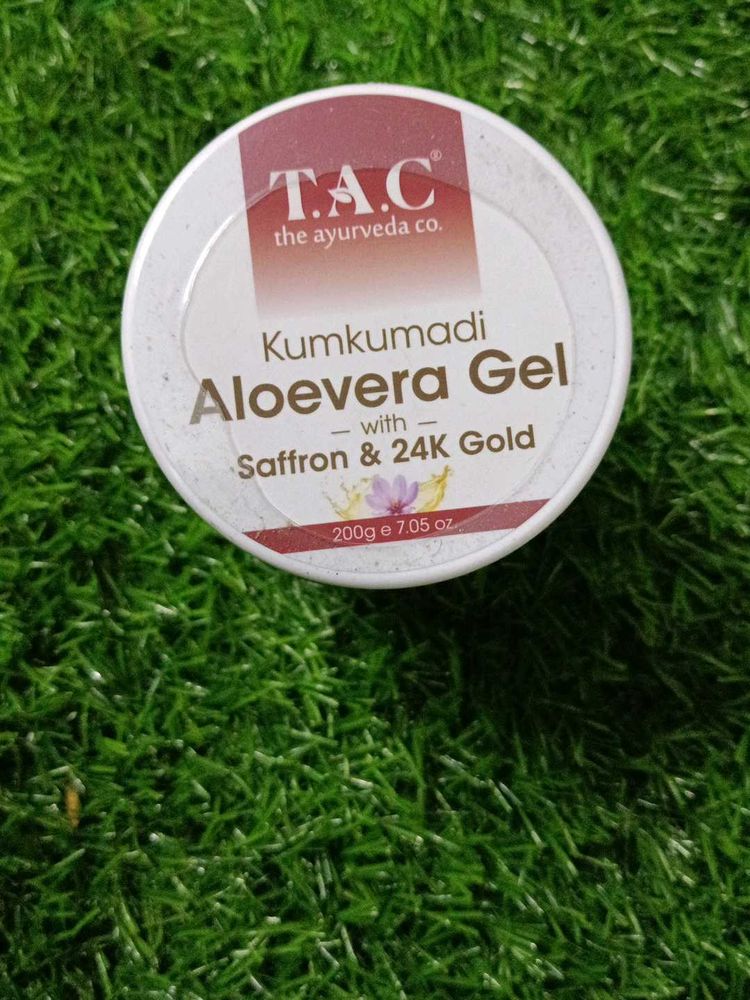 T.A.C®
the ayurveda co.
Kumkumadi
Aloevera Gel
— with —
Saffron & 24K Gold
200g e 7.05 oz.